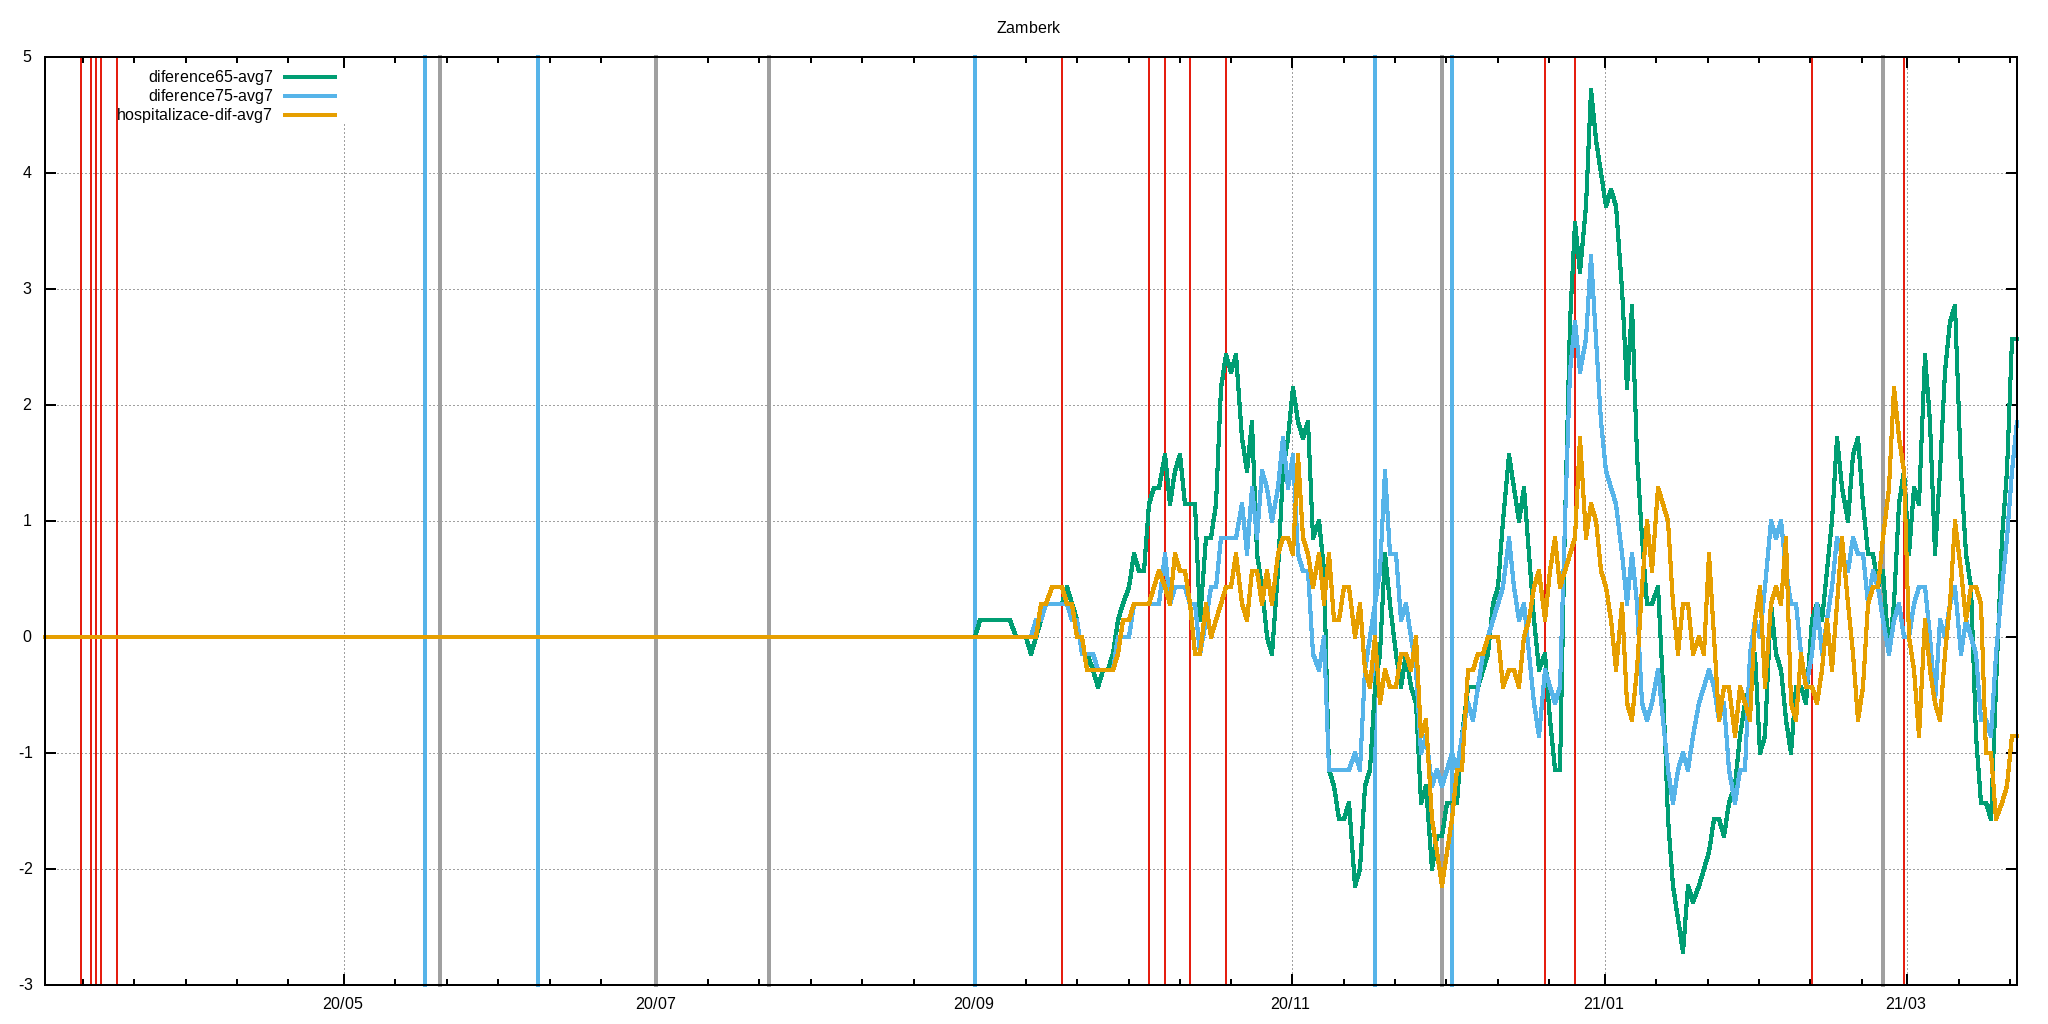 Zamberk
diference65-avg7
diference75-avg7
hospitalizace-dif-avg7
5
4
3
2
1
0
-1
-2
-3
20/05 20/07 20/09 20/11 21/01 21/03